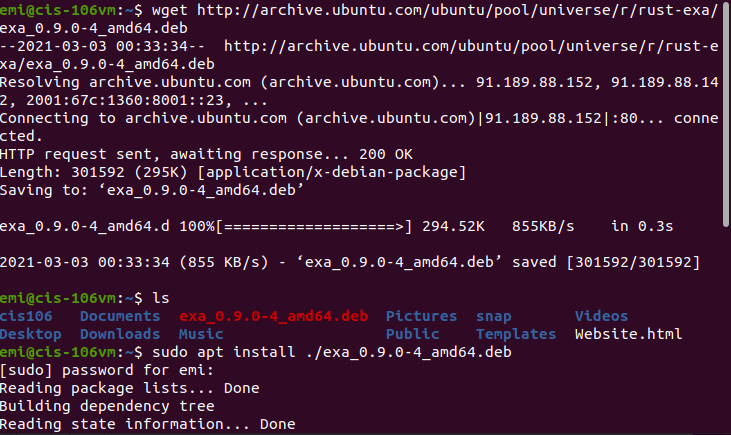 emi@cis-106vm:~$ wget http://archive.ubuntu.com/ubuntu/pool/universe/r/rust-exa/
exa_0.9.0-4_amd64.deb
--2021-03-03 00:33:34--  http://archive.ubuntu.com/ubuntu/pool/universe/r/rust-e
xa/exa_0.9.0-4_amd64.deb
Resolving archive.ubuntu.com (archive.ubuntu.com)... 91.189.88.152, 91.189.88.14
2, 2001:67c:1360:8001::23, ...
Connecting to archive.ubuntu.com (archive.ubuntu.com)|91.189.88.152|:80... conne
cted.
HTTP request sent, awaiting response... 200 OK
Length: 301592 (295K) [application/x-debian-package]
Saving to: ‘exa_0.9.0-4_amd64.deb’
exa_0.9.0-4_amd64.d 100%[===================>] 294.52K   855KB/s    in 0.3s
2021-03-03 00:33:34 (855 KB/s) - ‘exa_0.9.0-4_amd64.deb’ saved [301592/301592]
emi@cis-106vm:~$ ls
cis106   Documents  exa_0.9.0-4_amd64.deb  Pictures  snap       Videos
Desktop  Downloads  Music                  Public    Templates  Website.html
emi@cis-106vm:~$ sudo apt install ./exa_0.9.0-4_amd64.deb
[sudo] password for emi:
Reading package lists... Done
Building dependency tree
Reading state information... Done